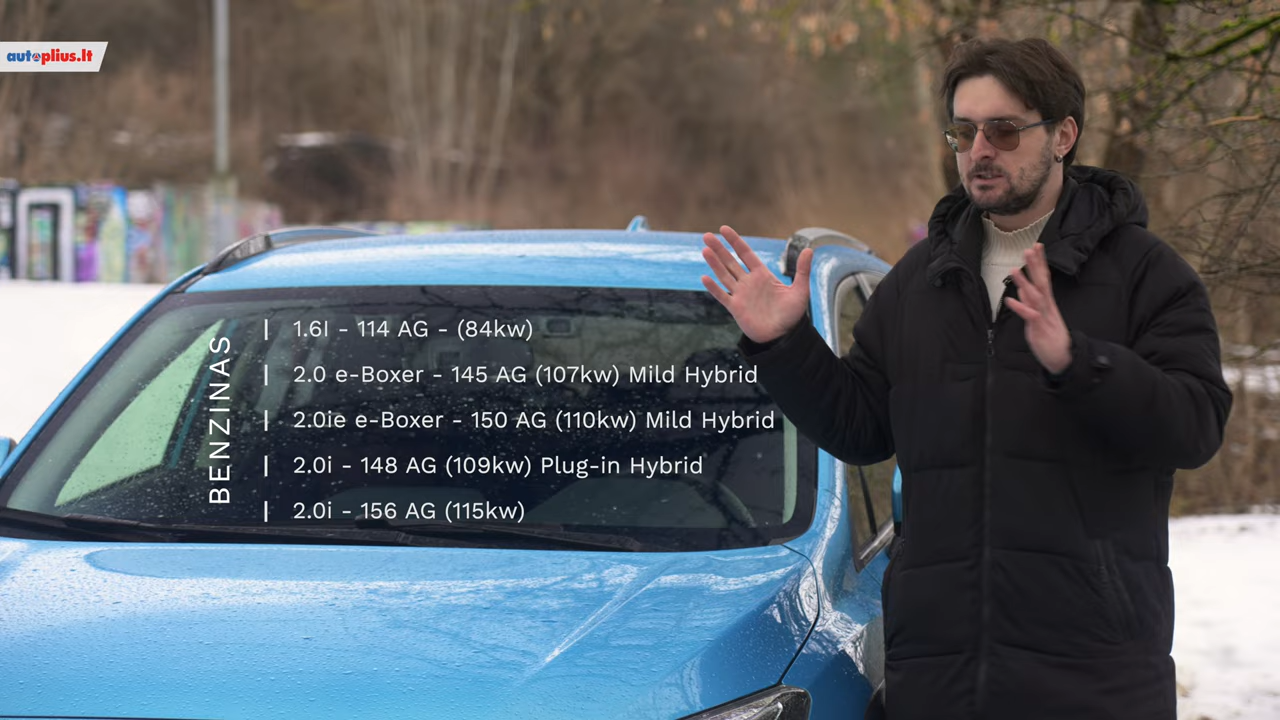 autoplius.lt
BENZINAS
1.6I - 114 AG - (84kw)
2.0 e-Boxer - 145 AG (107kw) Mild Hybrid
2.0ie e-Boxer - 150 AG (110kw) Mild Hybrid
2.0i - 148 AG (109kw) Plug-in Hybrid
2.0i - 156 AG (115kw)